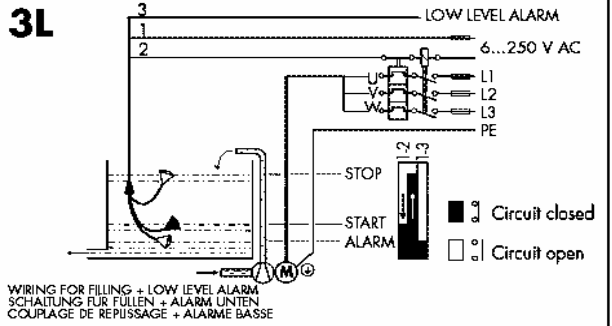 3L
3
LOW LEVEL ALARM
1
2
6...250 V AC
U
L1
V
L2
W
L3
PE
1-2
1-3
STOP
START
ALARM
Circuit closed
Circuit open
M
WIRING FOR FILLING + LOW LEVEL ALARM
SCHALTUNG FÜR FÜLLEN + ALARM UNTEN
COUPLAGE DE REPLISSAGE + ALARME BASSE